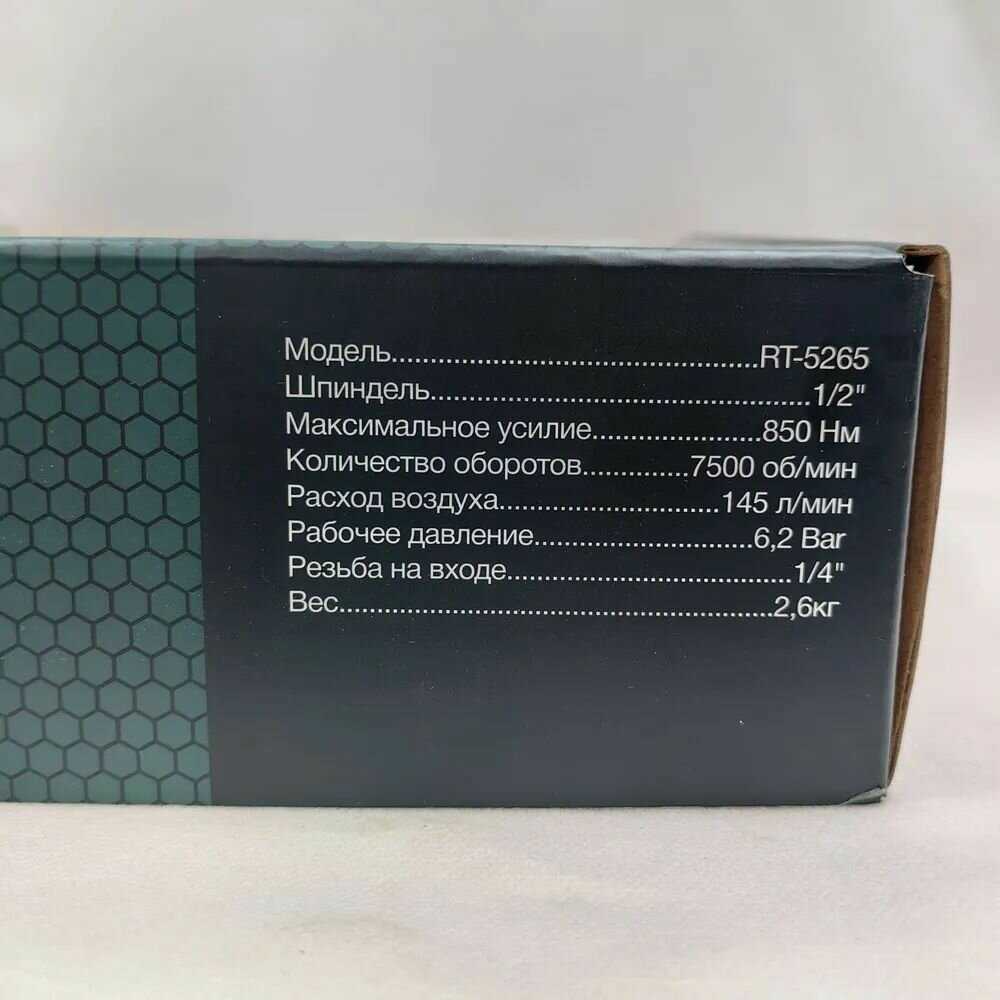 Модель..........................................RT-5265
Шпиндель...........................................1/2"
Максимальное усилие...................850 Нм
Количество оборотов............7500 об/мин
Расход воздуха.........................145 л/мин
Рабочее давление.........................6,2 Bar
Резьба на входе.................................1/4"
Вес..................................................2,6кг